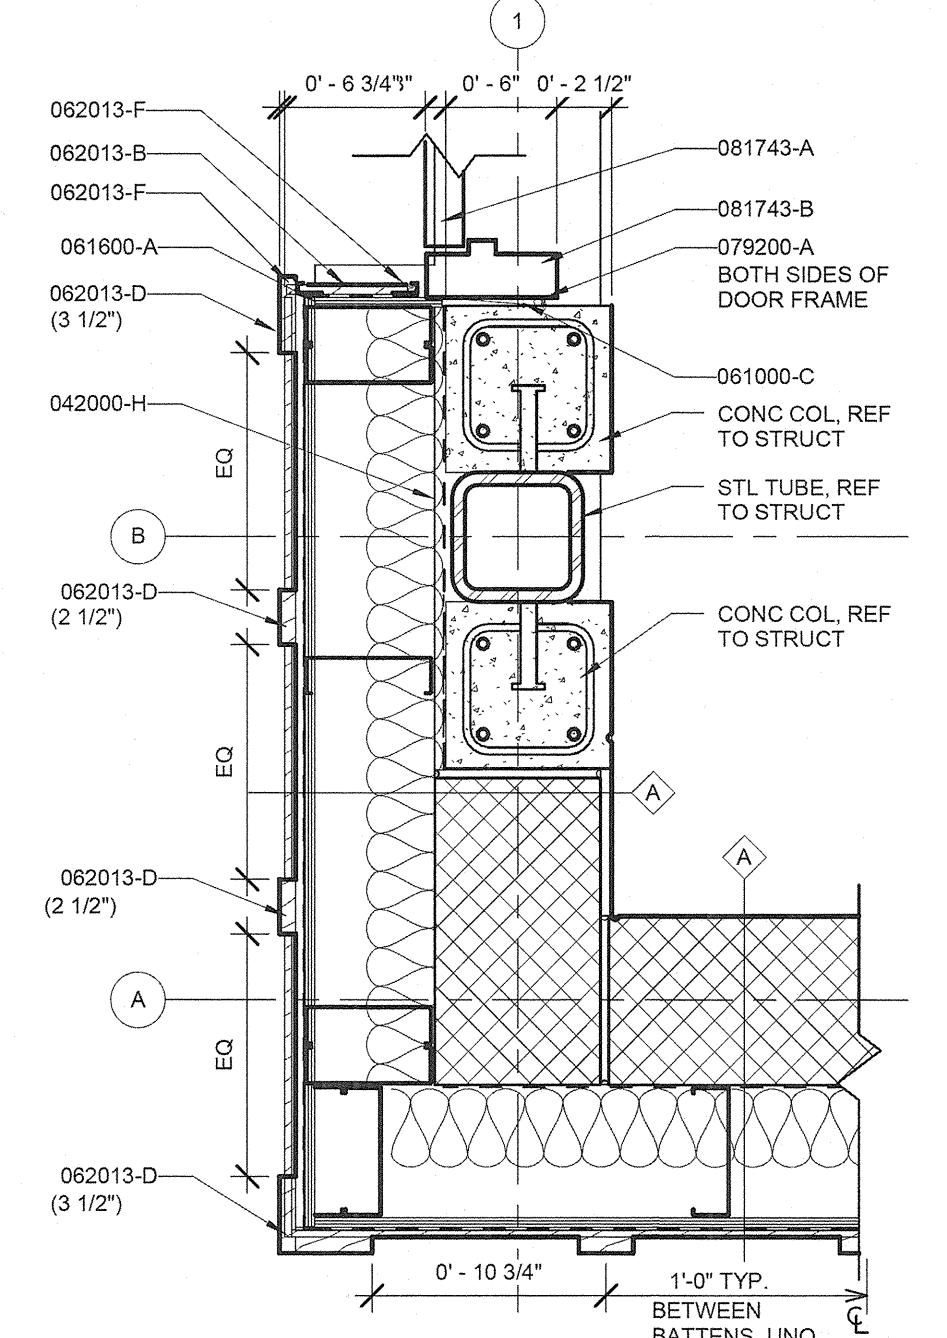 1
0' - 6 3/4"
0' - 6"
0' - 2 1/2"
062013-F
062013-B
062013-F
061600-A
062013-D
(3 1/2")
042000-H
EQ
B
062013-D
(2 1/2")
EQ
062013-D
(2 1/2")
A
EQ
062013-D
(3 1/2")
081743-A
081743-B
079200-A
BOTH SIDES OF
DOOR FRAME
061000-C
CONC COL, REF
TO STRUCT
STL TUBE, REF
TO STRUCT
CONC COL, REF
TO STRUCT
A
A
0' - 10 3/4"
1'-0" TYP.
BETWEEN
BATTENS, UNO
℄